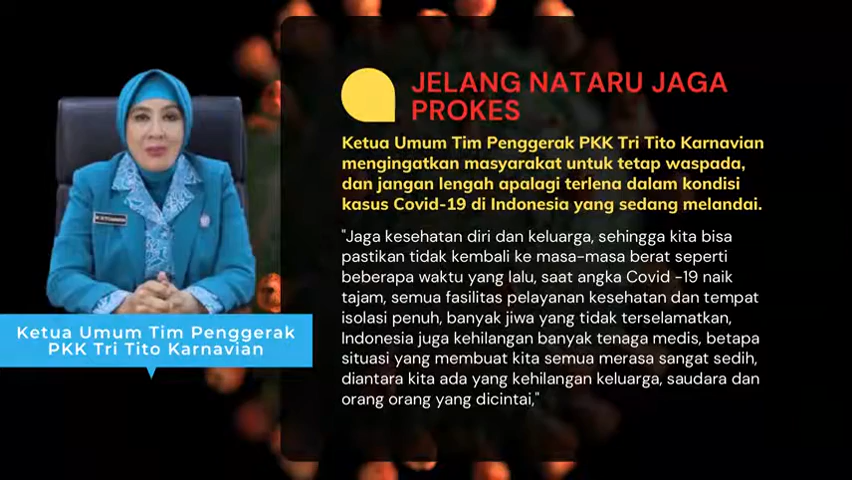 JELANG NATARU JAGA
PROKES
Ketua Umum Tim Penggerak PKK Tri Tito Karnavian
mengingatkan masyarakat untuk tetap waspada,
dan jangan lengah apalagi terlena dalam kondisi
kasus Covid-19 di Indonesia yang sedang melandai.
"Jaga kesehatan diri dan keluarga, sehingga kita bisa
pastikan tidak kembali ke masa-masa berat seperti
beberapa waktu yang lalu, saat angka Covid -19 naik
tajam, semua fasilitas pelayanan kesehatan dan tempat
isolasi penuh, banyak jiwa yang tidak terselamatkan,
Indonesia juga kehilangan banyak tenaga medis, betapa
situasi yang membuat kita semua merasa sangat sedih,
diantara kita ada yang kehilangan keluarga, saudara dan
orang orang yang dicintai,"
Ketua Umum Tim Penggerak
PKK Tri Tito Karnavian